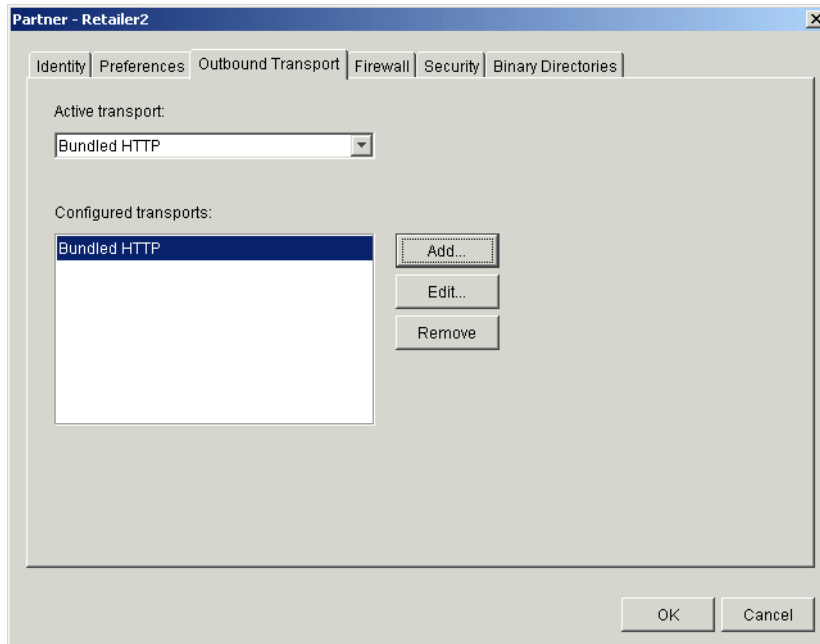 Partner - Retailer2
Identity Preferences Outbound Transport Firewall Security Binary Directories
Active transport:
Bundled HTTP
Configured transports:
Bundled HTTP
Add...
Edit...
Remove
OK Cancel